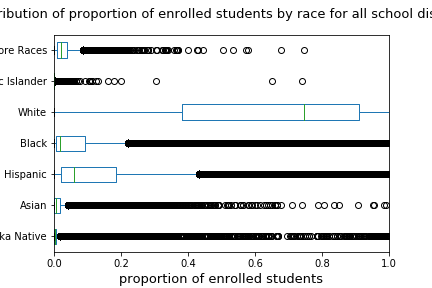 ribution of proportion of enrolled students by race for all school dis
ore Races
c Islander
White
Black
Hispanic
Asian
ka Native
0.0 0.2 0.4 0.6 0.8 1.0
proportion of enrolled students